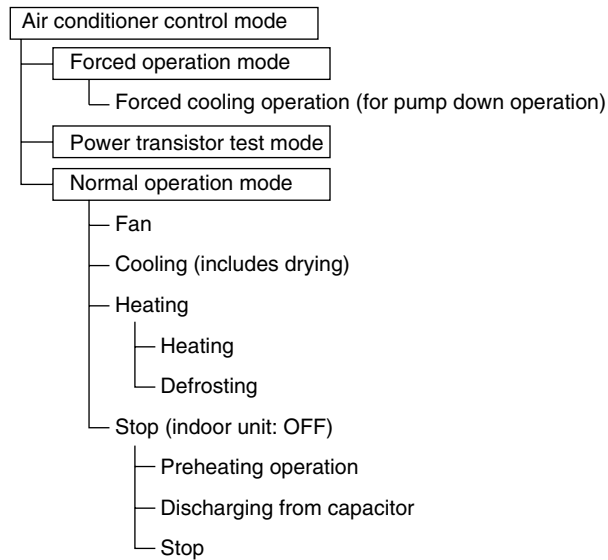 Air conditioner control mode
Forced operation mode
Forced cooling operation (for pump down operation)
Power transistor test mode
Normal operation mode
Fan
Cooling (includes drying)
Heating
Heating
Defrosting
Stop (indoor unit: OFF)
Preheating operation
Discharging from capacitor
Stop